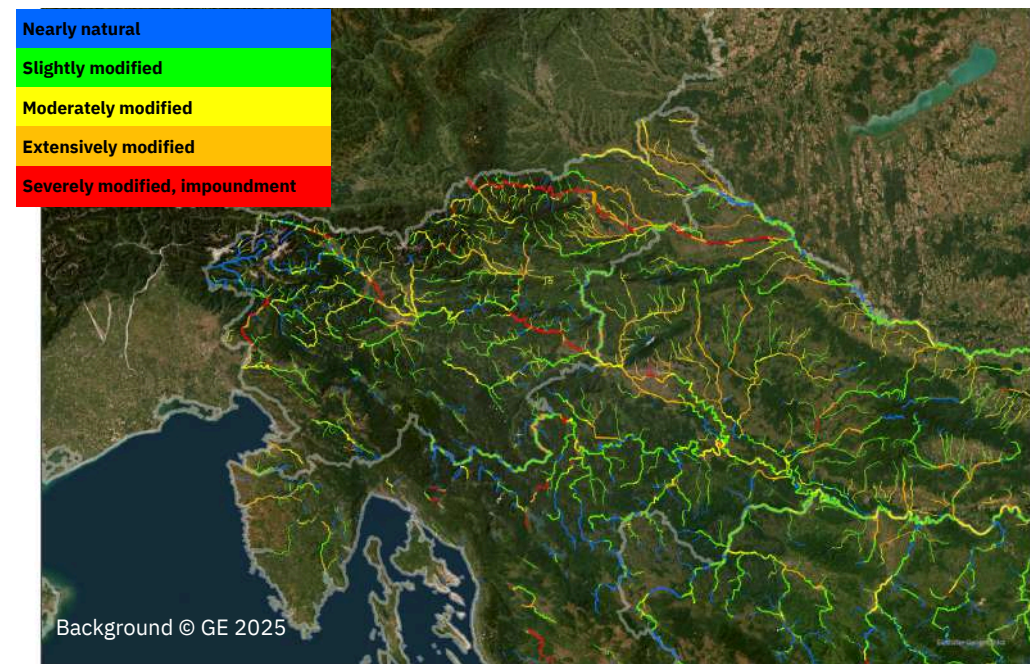 Nearly natural
Slightly modified
Moderately modified
Extensively modified
Severely modified, impoundment
Background © GE 2025